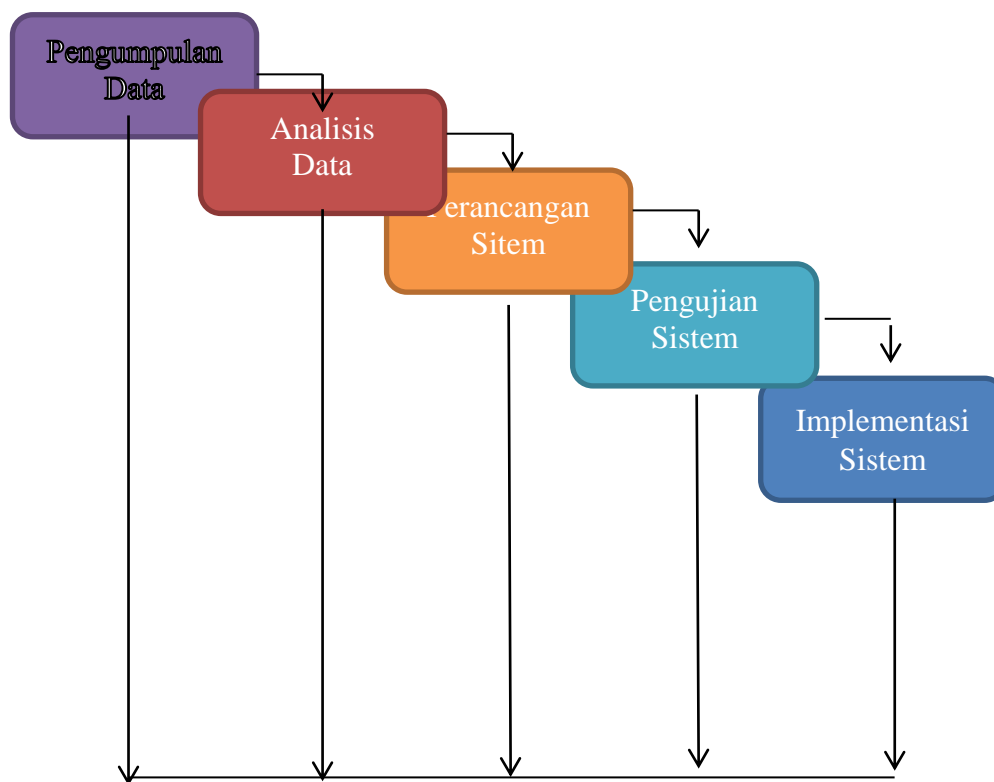 Pengumpulan
Data
Analisis
Data
Perancangan
Sitem
Pengujian
Sistem
Implementasi
Sistem